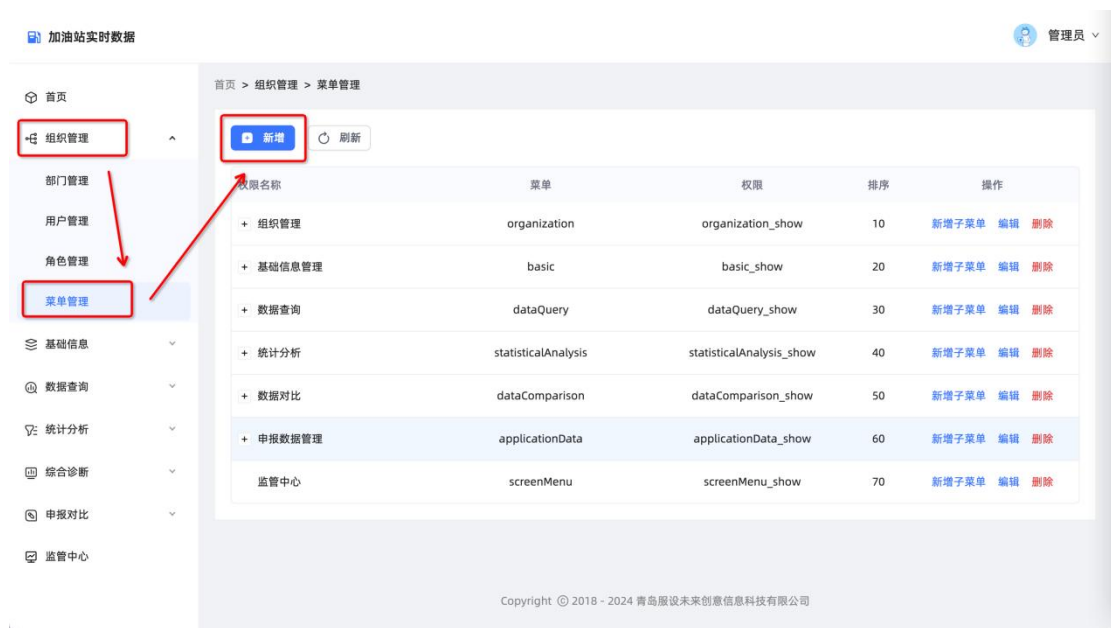 加油站实时数据
管理员
首页
组织管理
部门管理
用户管理
角色管理
菜单管理
基础信息
数据查询
统计分析
综合诊断
申报对比
监管中心
首页 > 组织管理 > 菜单管理
新增 刷新
权限名称 菜单 权限 排序 操作
+ 组织管理 organization organization_show 10 新增子菜单 编辑 删除
+ 基础信息管理 basic basic_show 20 新增子菜单 编辑 删除
+ 数据查询 dataQuery dataQuery_show 30 新增子菜单 编辑 删除
+ 统计分析 statisticalAnalysis statisticalAnalysis_show 40 新增子菜单 编辑 删除
+ 数据对比 dataComparison dataComparison_show 50 新增子菜单 编辑 删除
+ 申报数据管理 applicationData applicationData_show 60 新增子菜单 编辑 删除
监管中心 screenMenu screenMenu_show 70 新增子菜单 编辑 删除
Copyright ⓒ 2018 - 2024 青岛服设未来创意信息科技有限公司